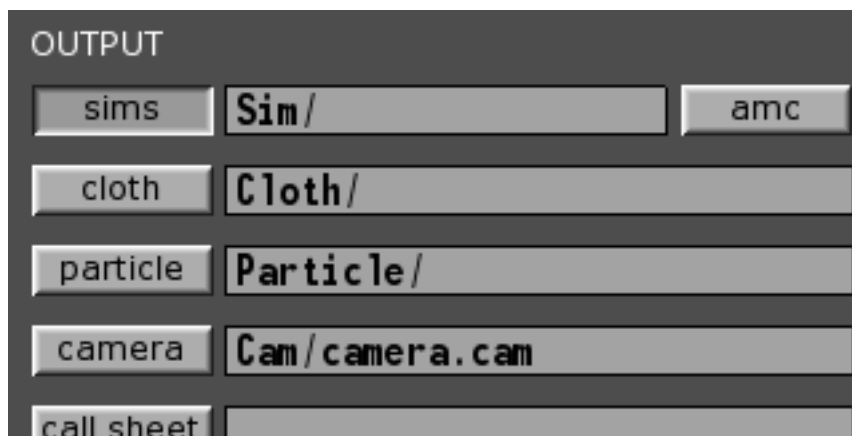 OUTPUT
sims Sim/ amc
cloth Cloth/
particle Particle/
camera Cam/camera.cam
call sheet